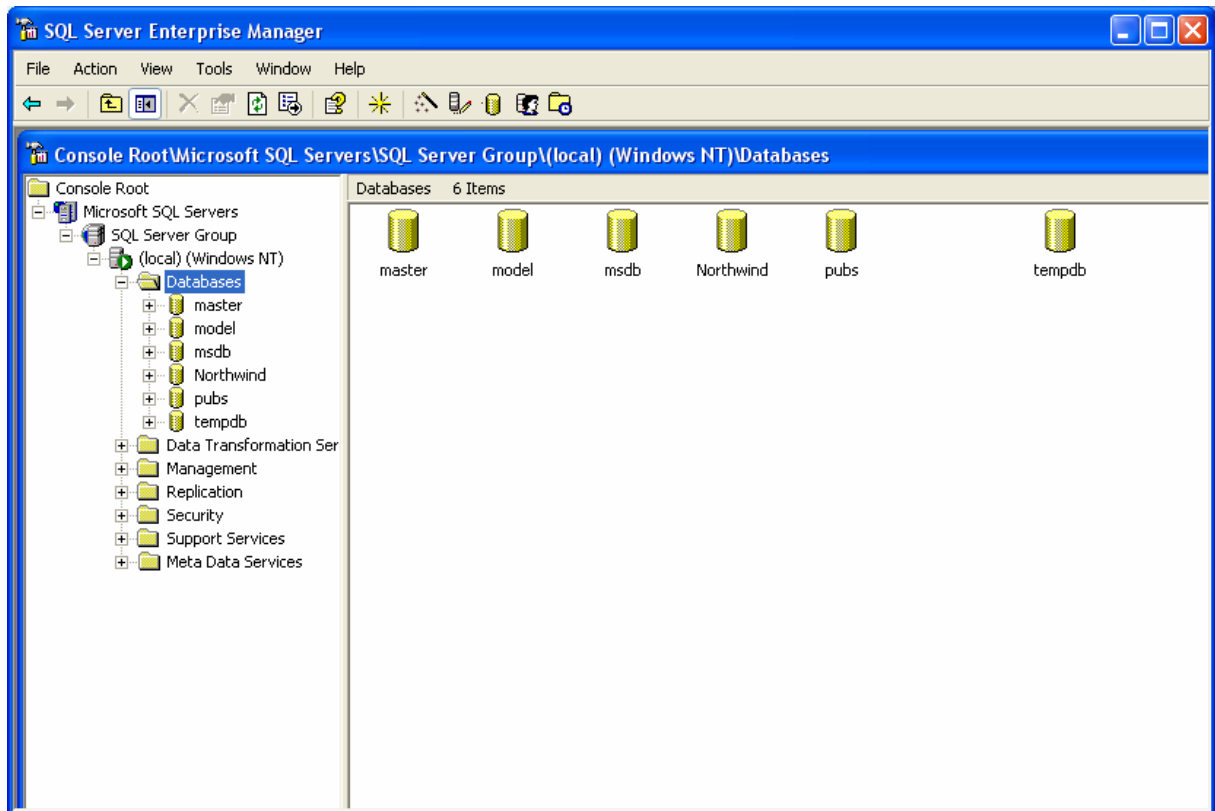 SQL Server Enterprise Manager
File Action View Tools Window Help
Console Root\Microsoft SQL Servers\SQL Server Group\(local) (Windows NT)\Databases
Console Root
Microsoft SQL Servers
SQL Server Group
(local) (Windows NT)
Databases
master
model
msdb
Northwind
pubs
tempdb
Data Transformation Ser
Management
Replication
Security
Support Services
Meta Data Services
Databases 6 Items
master model msdb Northwind pubs tempdb